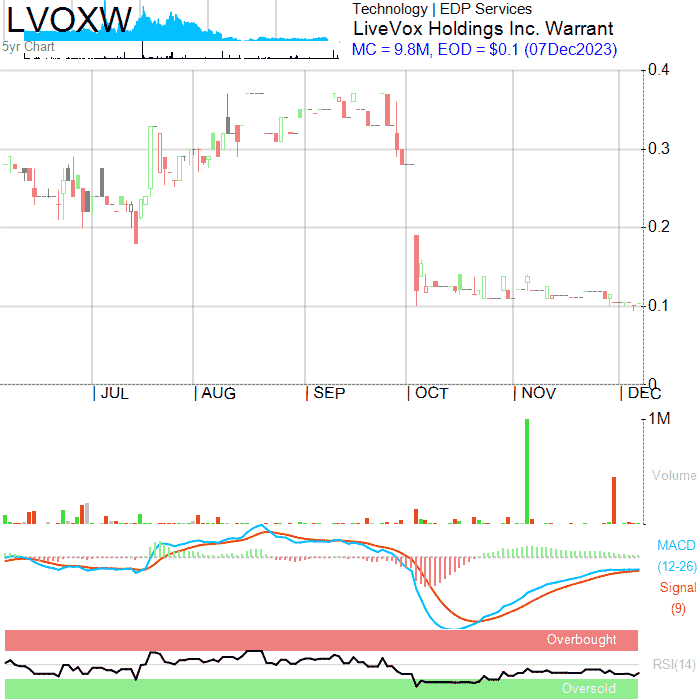 LVOXW
5yr Chart
Technology | EDP Services
LiveVox Holdings Inc. Warrant
MC = 9.8M, EOD = $0.1 (07Dec2023)
0.4
0.3
0.2
0.1
0
JUL
AUG
SEP
OCT
NOV
DEC
1M
Volume
MACD
(12-26)
Signal
(9)
Overbought
RSI(14)
Oversold